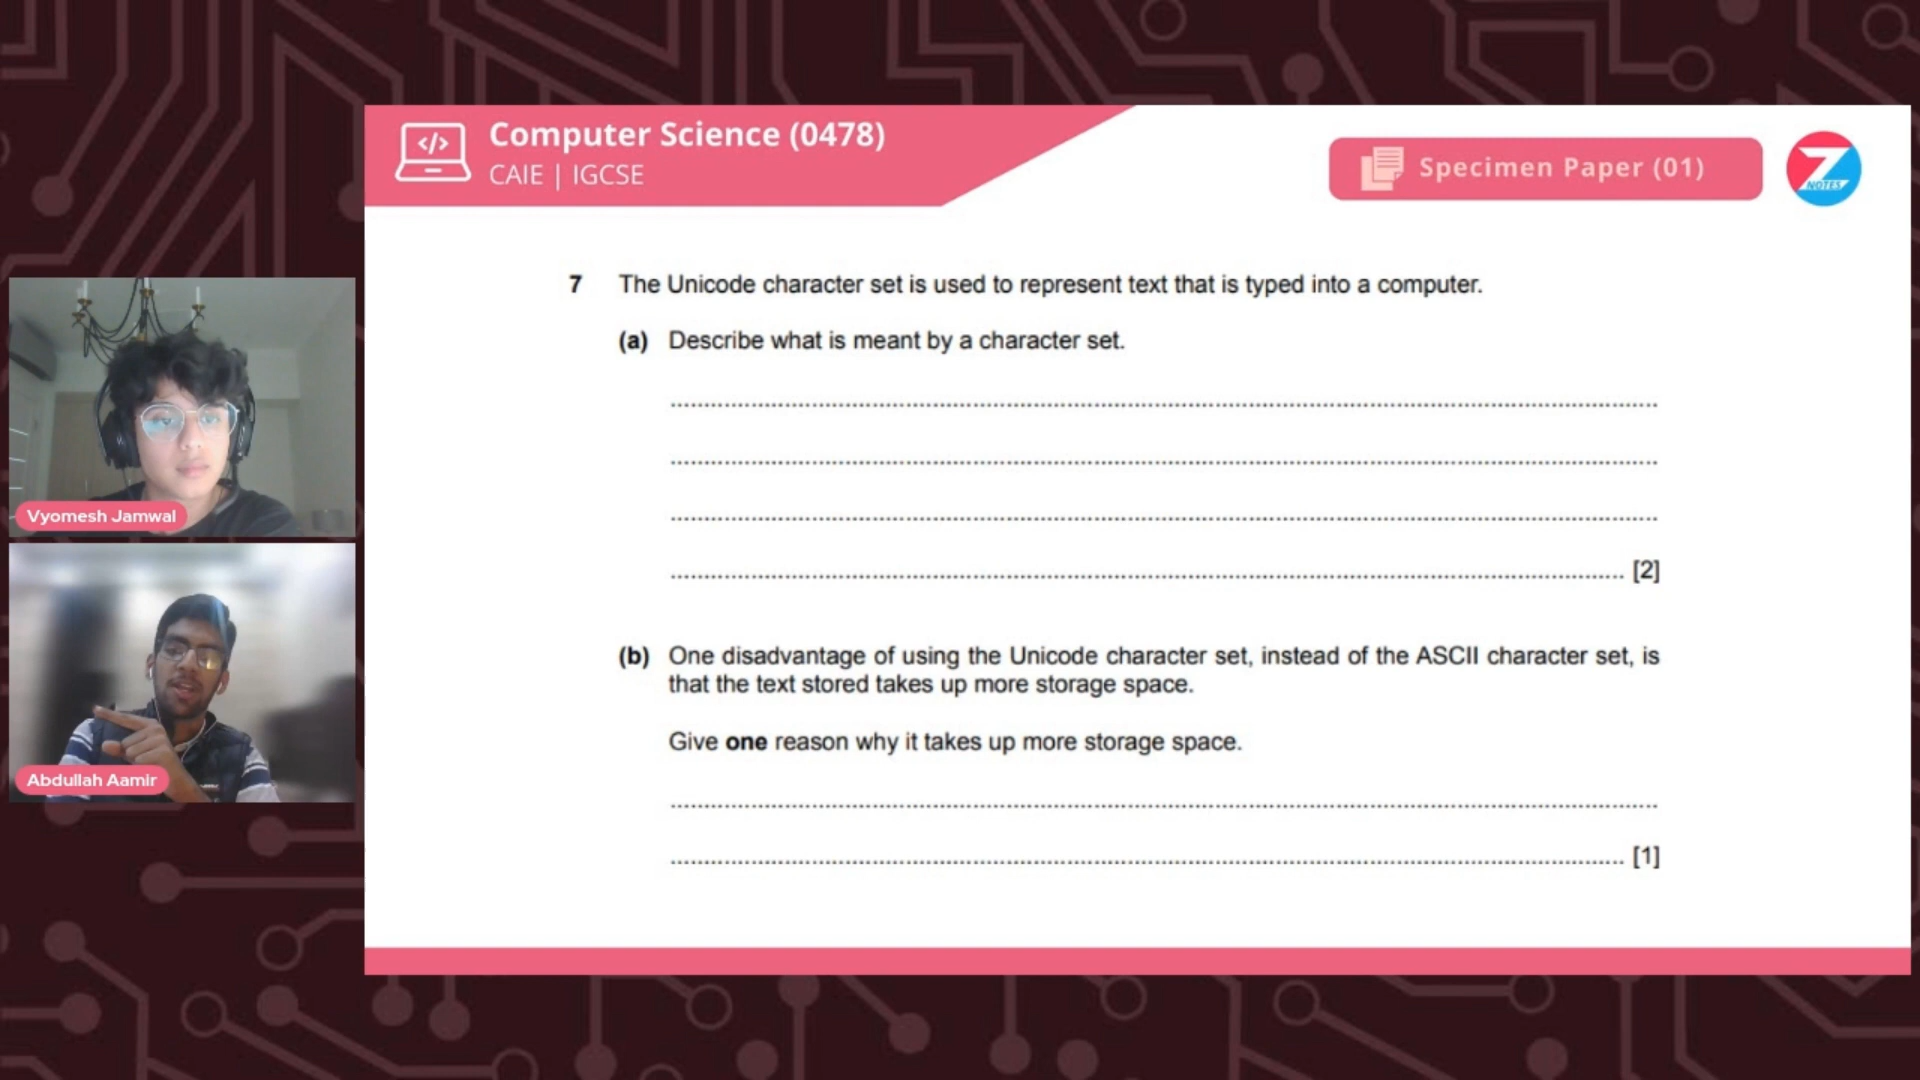 Computer Science (0478)
CAIE | IGCSE
</>
Specimen Paper (01)
Z
NOTES
7 The Unicode character set is used to represent text that is typed into a computer.
(a) Describe what is meant by a character set.
[2]
(b) One disadvantage of using the Unicode character set, instead of the ASCII character set, is
that the text stored takes up more storage space.
Give one reason why it takes up more storage space.
[1]
Vyomesh Jamwal
Abdullah Aamir